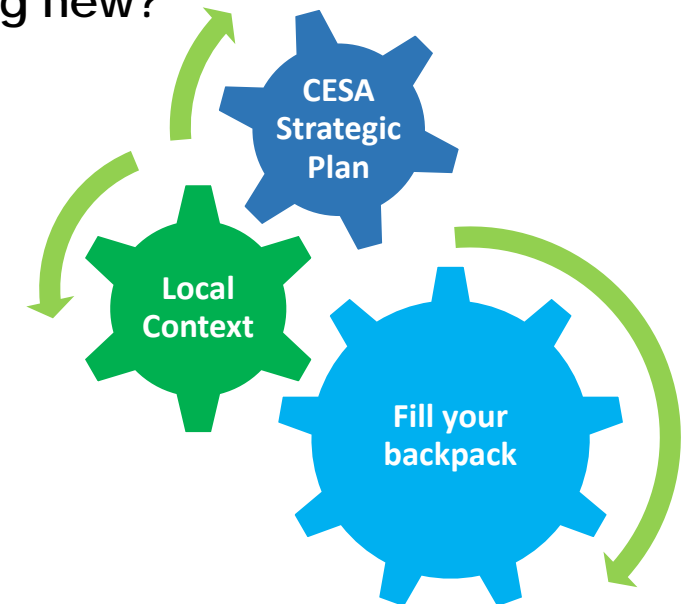 g new?
CESA
Strategic
Plan
Local
Context
Fill your
backpack